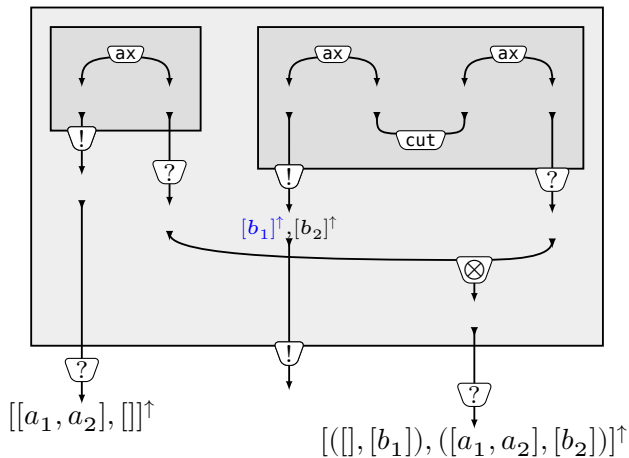 ax ax ax
cut
! ? ! ?
[b₁]↑,[b₂]↑
⊗
? ! ?
[[a₁, a₂], []]↑
[([], [b₁]), ([a₁, a₂], [b₂])]↑